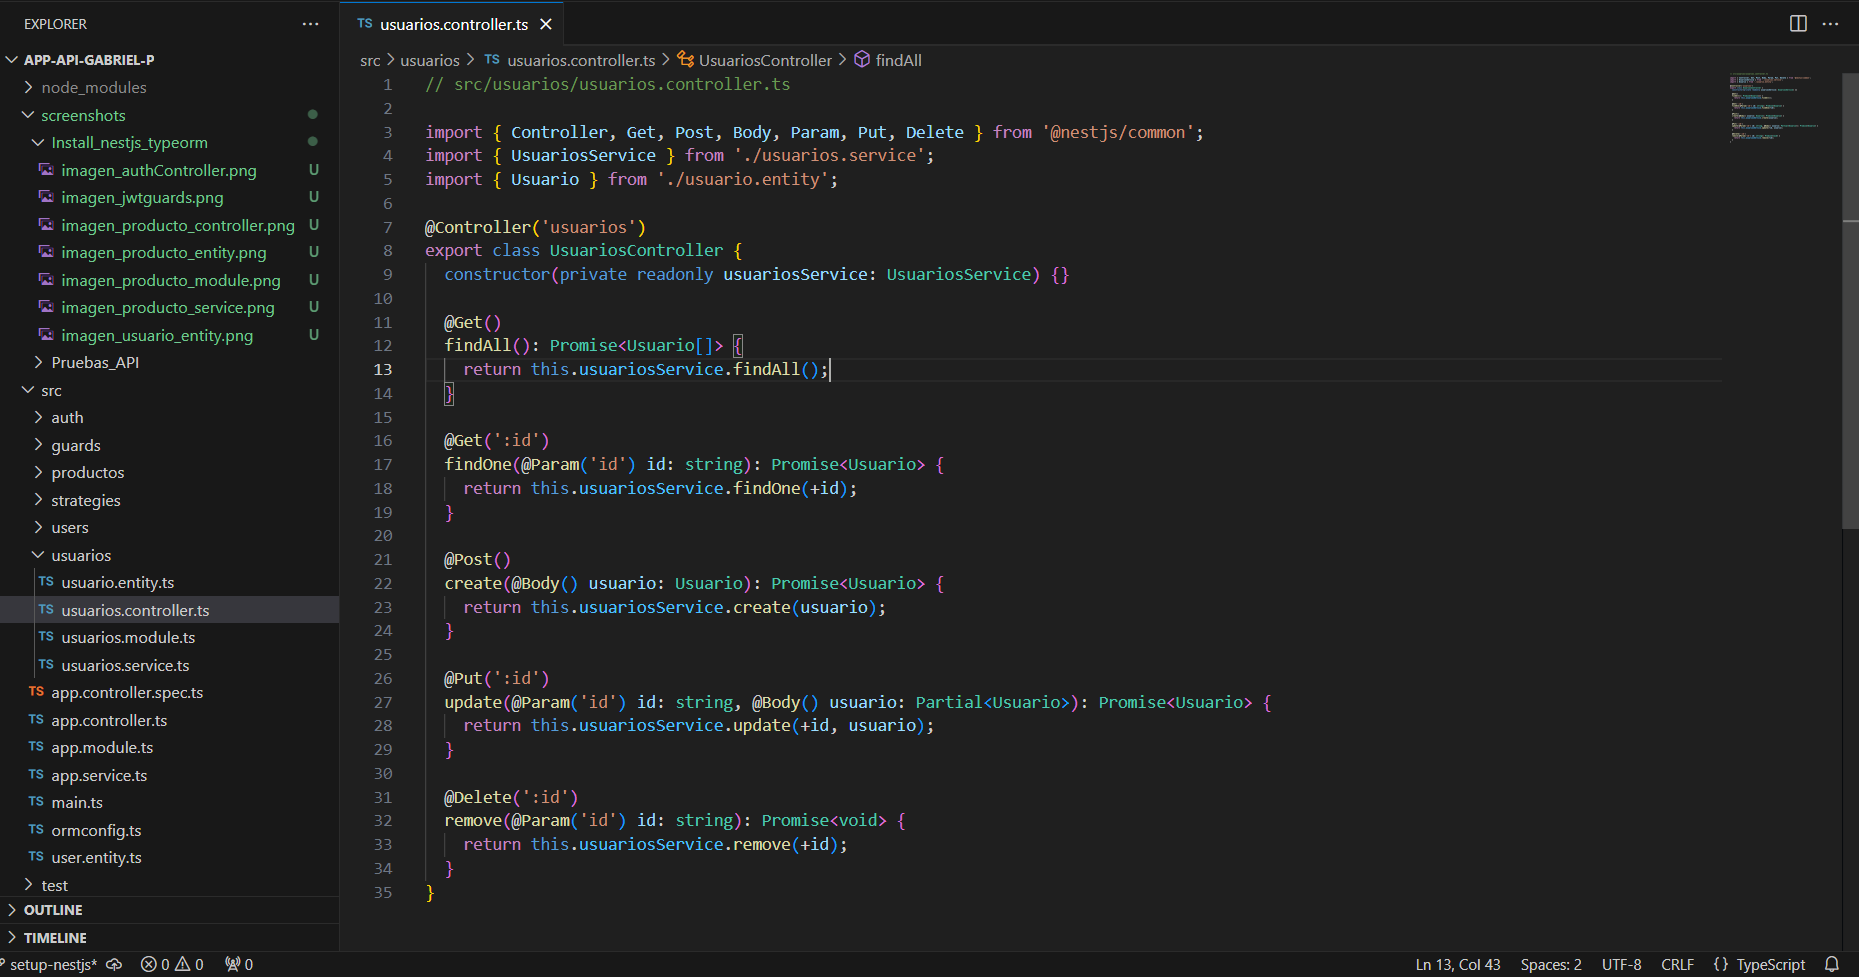 EXPLORER
APP-API-GABRIEL-P
node_modules
screenshots
Install_nestjs_typeorm
imagen_authController.png U
imagen_jwtguards.png U
imagen_producto_controller.png U
imagen_producto_entity.png U
imagen_producto_module.png U
imagen_producto_service.png U
imagen_usuario_entity.png U
Pruebas_API
src
auth
guards
productos
strategies
users
usuarios
TS usuario.entity.ts
TS usuarios.controller.ts
TS usuarios.module.ts
TS usuarios.service.ts
TS app.controller.spec.ts
TS app.controller.ts
TS app.module.ts
TS app.service.ts
TS main.ts
TS ormconfig.ts
TS user.entity.ts
test
OUTLINE
TIMELINE
TS usuarios.controller.ts
src > usuarios > TS usuarios.controller.ts > UsuariosController > findAll
1 // src/usuarios/usuarios.controller.ts
2
3 import { Controller, Get, Post, Body, Param, Put, Delete } from '@nestjs/common';
4 import { UsuariosService } from './usuarios.service';
5 import { Usuario } from './usuario.entity';
6
7 @Controller('usuarios')
8 export class UsuariosController {
9 constructor(private readonly usuariosService: UsuariosService) {}
10
11 @Get()
12 findAll(): Promise<Usuario[]> {
13 return this.usuariosService.findAll();
14 }
15
16 @Get(':id')
17 findOne(@Param('id') id: string): Promise<Usuario> {
18 return this.usuariosService.findOne(+id);
19 }
20
21 @Post()
22 create(@Body() usuario: Usuario): Promise<Usuario> {
23 return this.usuariosService.create(usuario);
24 }
25
26 @Put(':id')
27 update(@Param('id') id: string, @Body() usuario: Partial<Usuario>): Promise<Usuario> {
28 return this.usuariosService.update(+id, usuario);
29 }
30
31 @Delete(':id')
32 remove(@Param('id') id: string): Promise<void> {
33 return this.usuariosService.remove(+id);
34 }
35 }
setup-nestjs* 0 0 0 Ln 13, Col 43 Spaces: 2 UTF-8 CRLF {} TypeScript